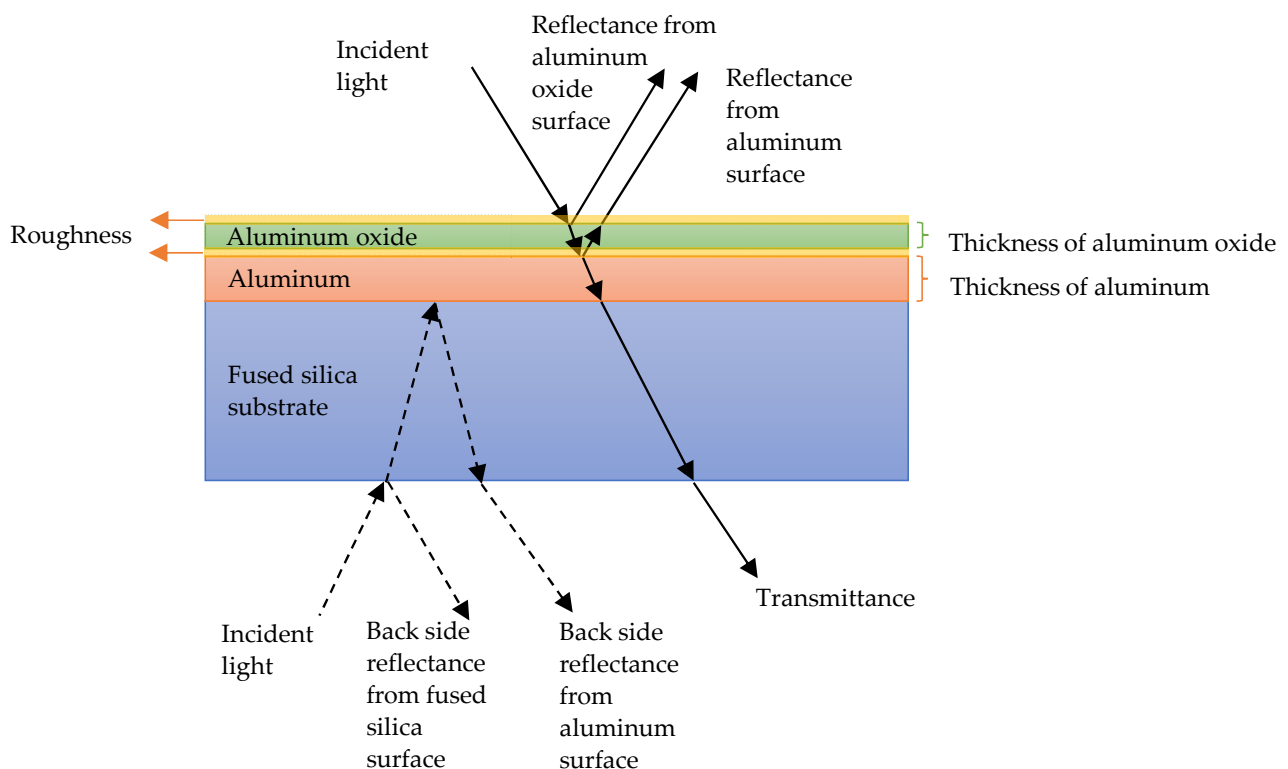 Incident
light
Reflectance from
aluminum
oxide
surface
Reflectance
from
aluminum
surface
Roughness
Aluminum oxide
Thickness of aluminum oxide
Aluminum
Thickness of aluminum
Fused silica
substrate
Transmittance
Incident
light
Back side
reflectance
from fused
silica
surface
Back side
reflectance
from
aluminum
surface